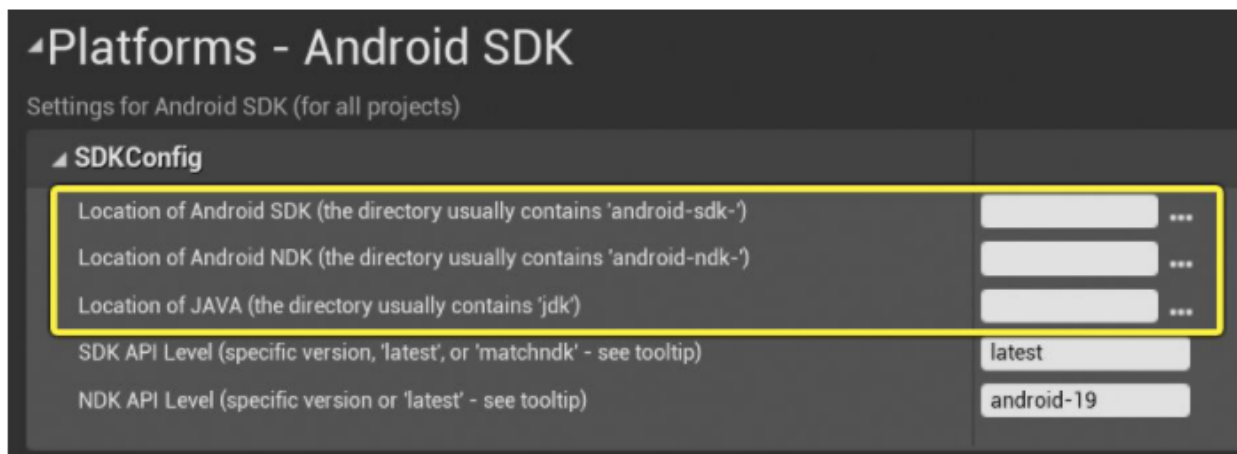 Platforms - Android SDK
Settings for Android SDK (for all projects)
SDKConfig
Location of Android SDK (the directory usually contains 'android-sdk-')
Location of Android NDK (the directory usually contains 'android-ndk-')
Location of JAVA (the directory usually contains 'jdk')
SDK API Level (specific version, 'latest', or 'matchndk' - see tooltip) latest
NDK API Level (specific version or 'latest' - see tooltip) android-19